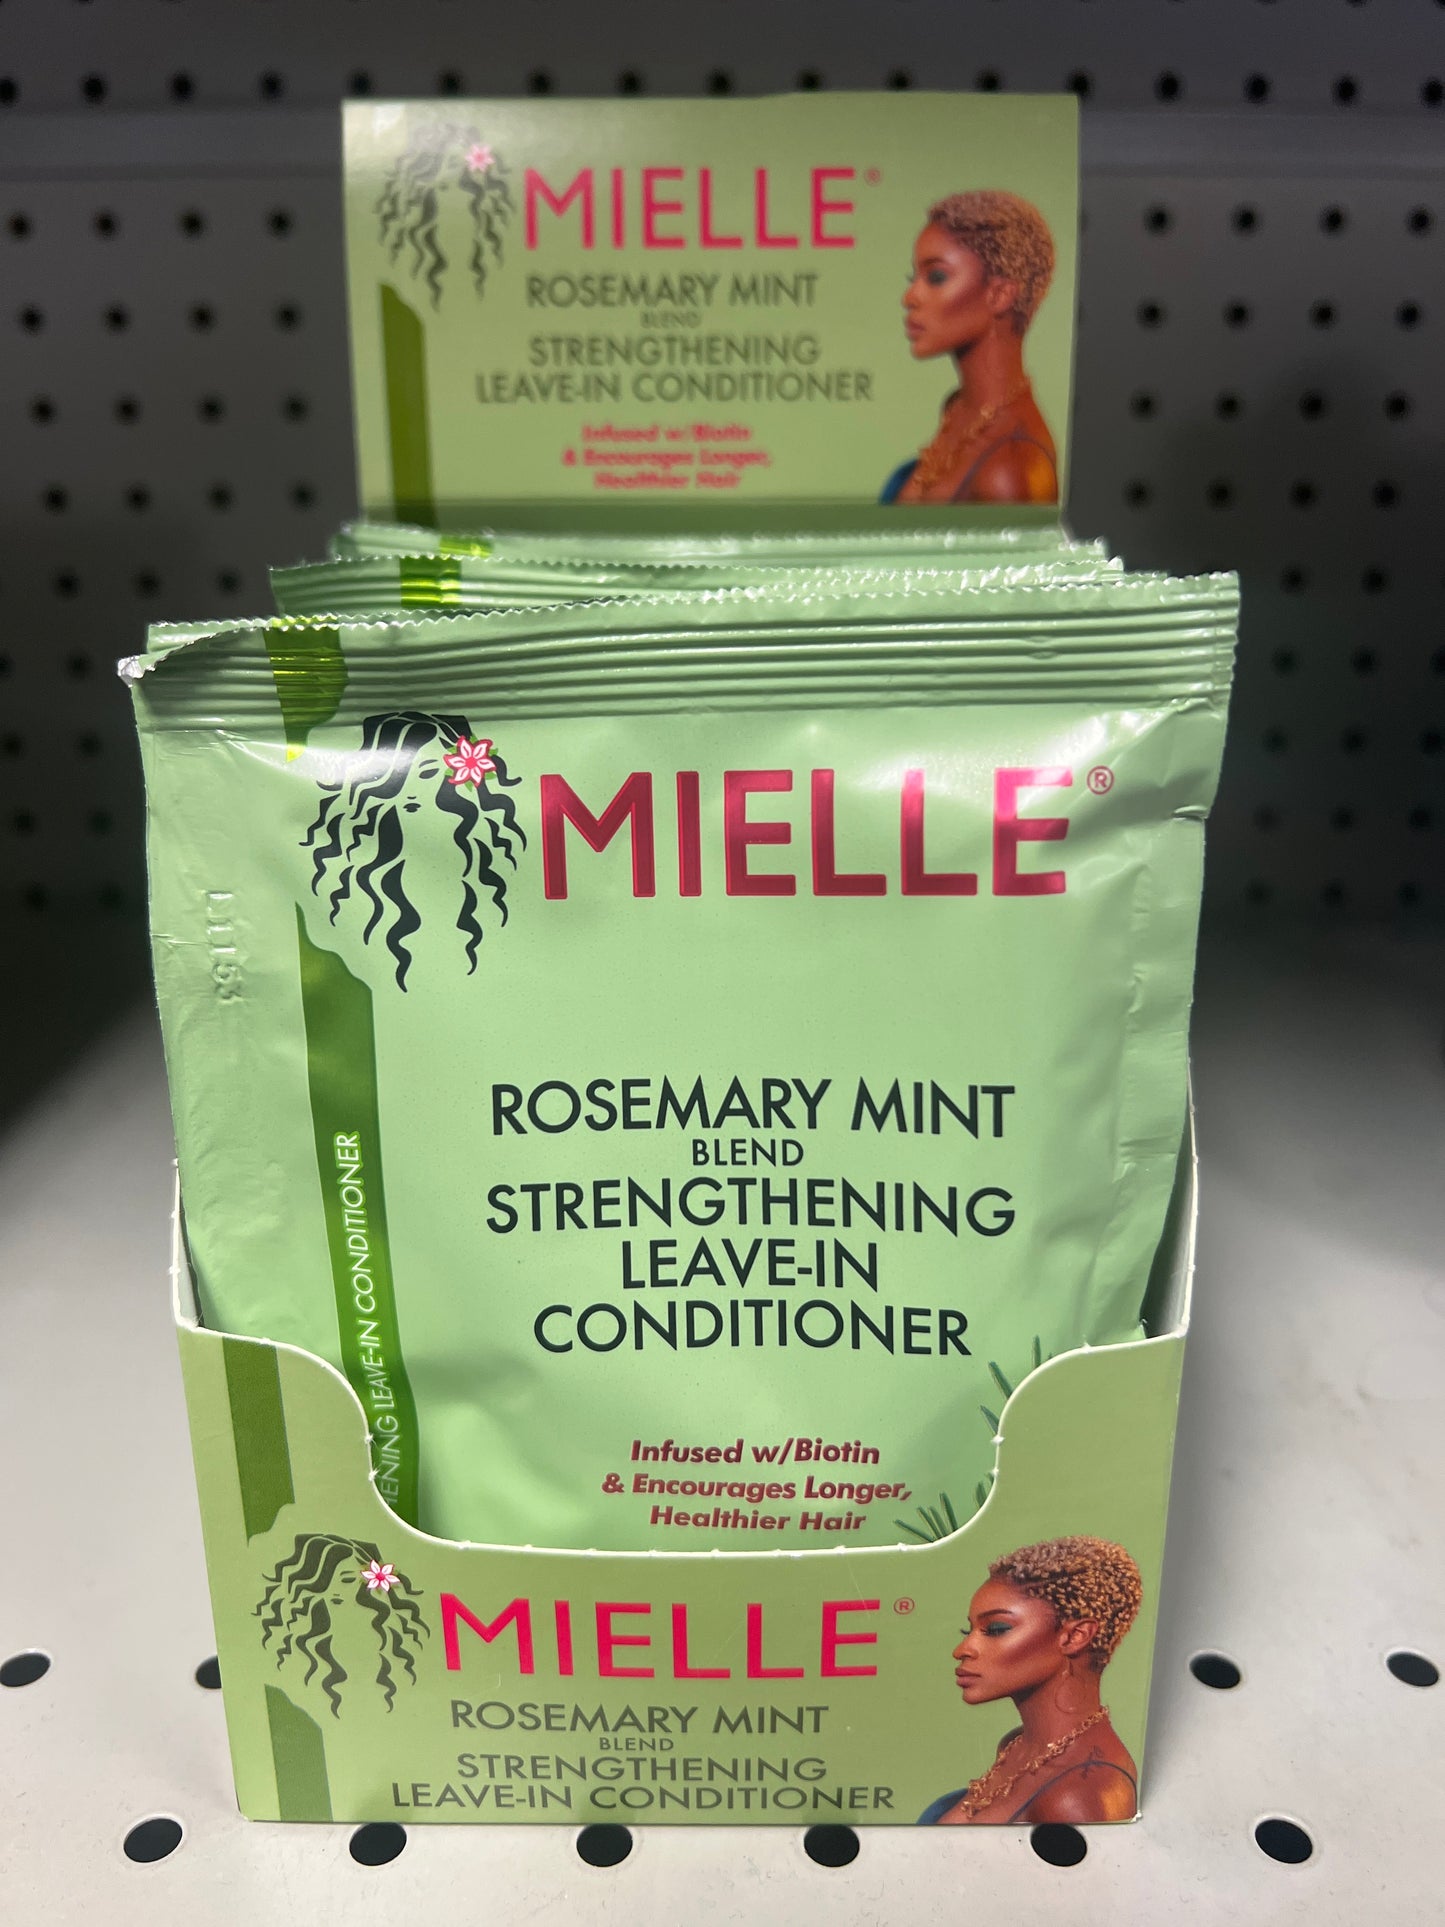 MIELLE®
ROSEMARY MINT
BLEND
STRENGTHENING
LEAVE-IN CONDITIONER
Infused w/Biotin
& Encourages Longer,
Healthier Hair
MIELLE®
ROSEMARY MINT
BLEND
STRENGTHENING
LEAVE-IN
CONDITIONER
Infused w/Biotin
& Encourages Longer,
Healthier Hair
HENING LEAVE-IN CONDITIONER
MIELLE®
ROSEMARY MINT
BLEND
STRENGTHENING
LEAVE-IN CONDITIONER